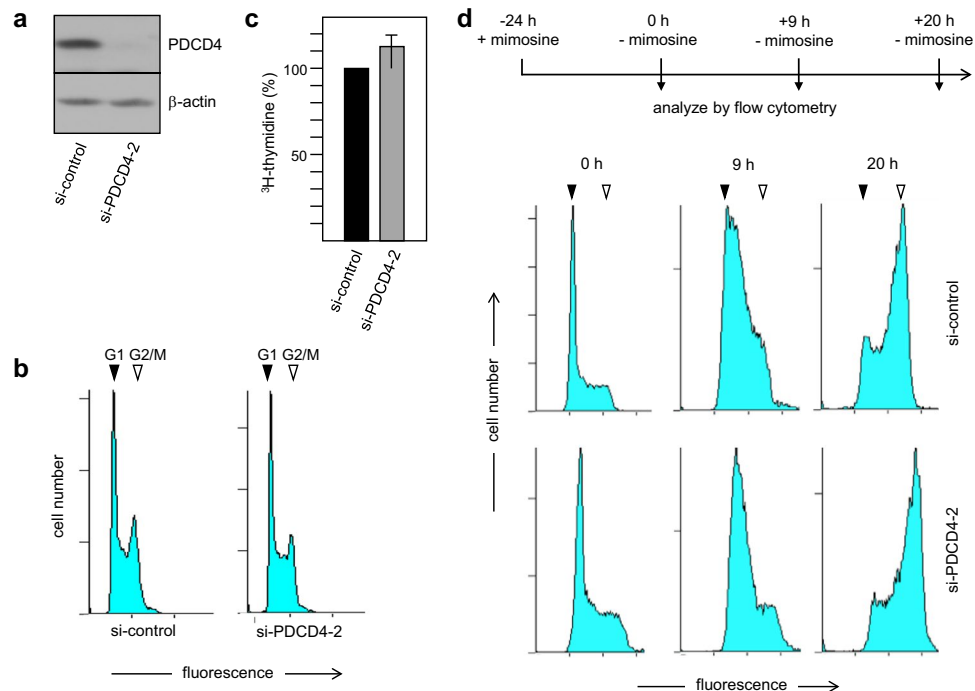 a
PDCD4
β-actin
si-control
si-PDCD4-2
c
³H-thymidine (%)
100
50
si-control
si-PDCD4-2
b
G1 G2/M
G1 G2/M
cell number
si-control
si-PDCD4-2
fluorescence
d
-24 h
+ mimosine
0 h
- mimosine
+9 h
- mimosine
+20 h
- mimosine
analyze by flow cytometry
0 h
9 h
20 h
cell number
si-control
si-PDCD4-2
fluorescence